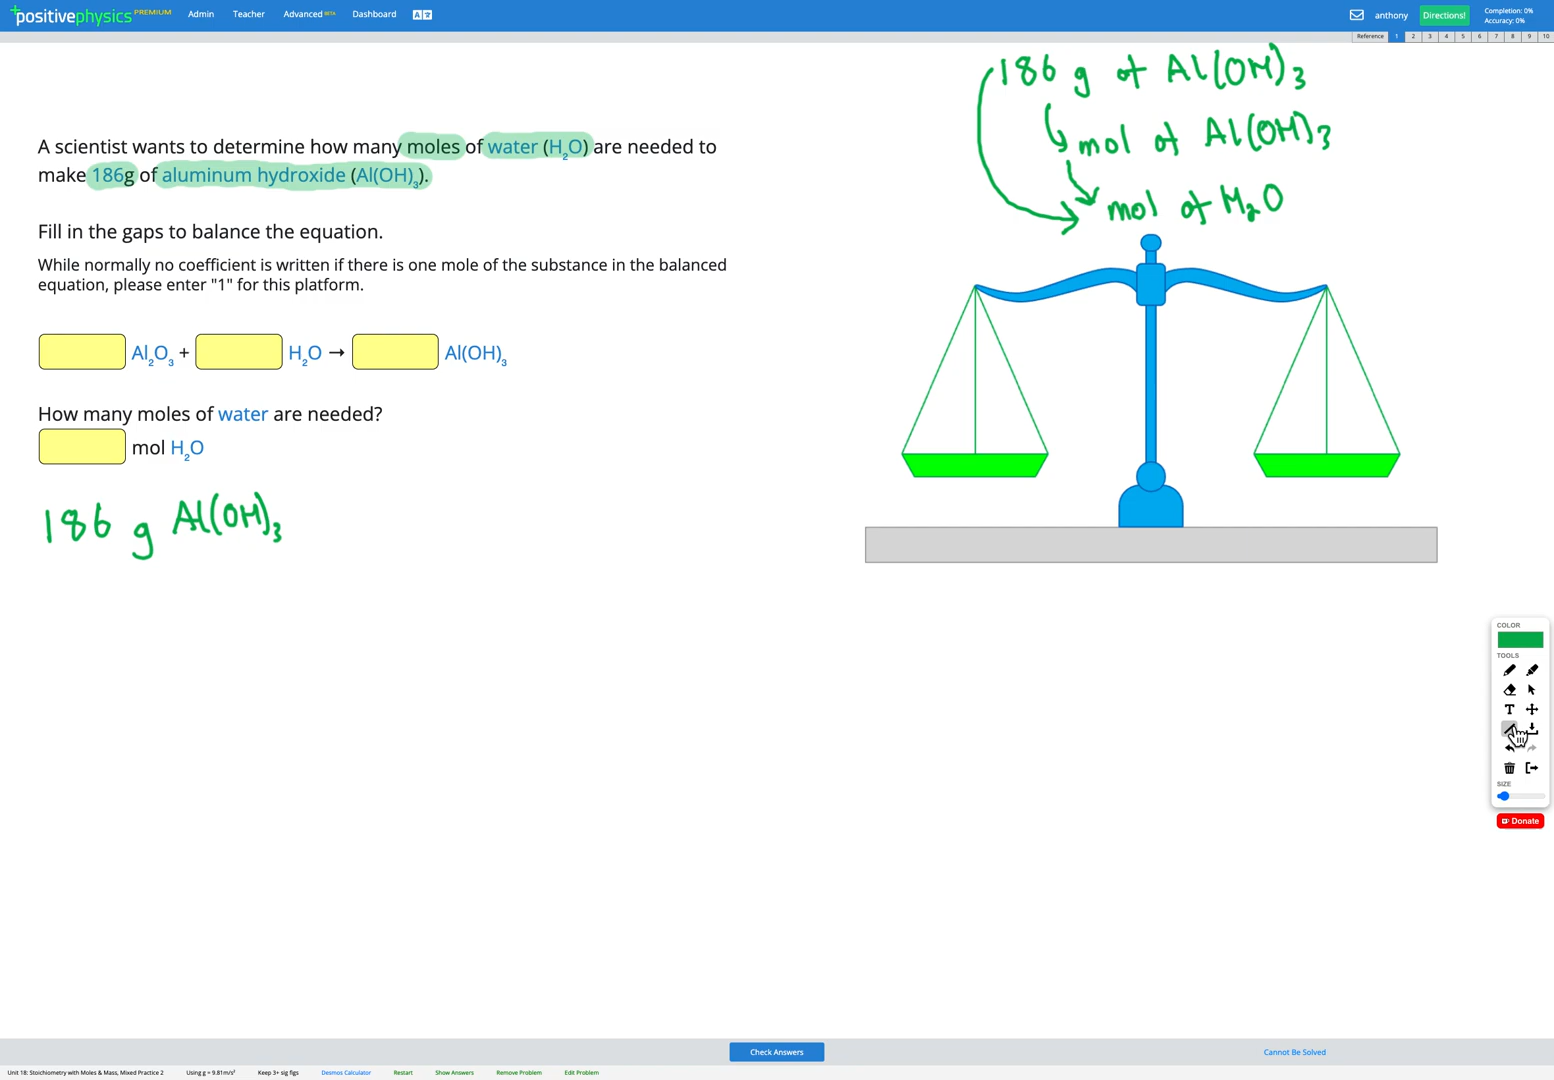 positivephysics PREMIUM Admin Teacher Advanced BETA Dashboard anthony Directions! Completion: 0%
Accuracy: 0%
Reference 1 2 3 4 5 6 7 8 9 10
186 g of Al(OH)₃
mol of Al(OH)₃
mol of H₂O
A scientist wants to determine how many moles of water (H₂O) are needed to
make 186g of aluminum hydroxide (Al(OH)₃).
Fill in the gaps to balance the equation.
While normally no coefficient is written if there is one mole of the substance in the balanced
equation, please enter "1" for this platform.
Al₂O₃ + H₂O → Al(OH)₃
How many moles of water are needed?
mol H₂O
186 g Al(OH)₃
COLOR
TOOLS
T
SIZE
Donate
Check Answers Cannot Be Solved
Unit 18: Stoichiometry with Moles & Mass, Mixed Practice 2 Using g = 9.81m/s² Keep 3+ sig figs Desmos Calculator Restart Show Answers Remove Problem Edit Problem